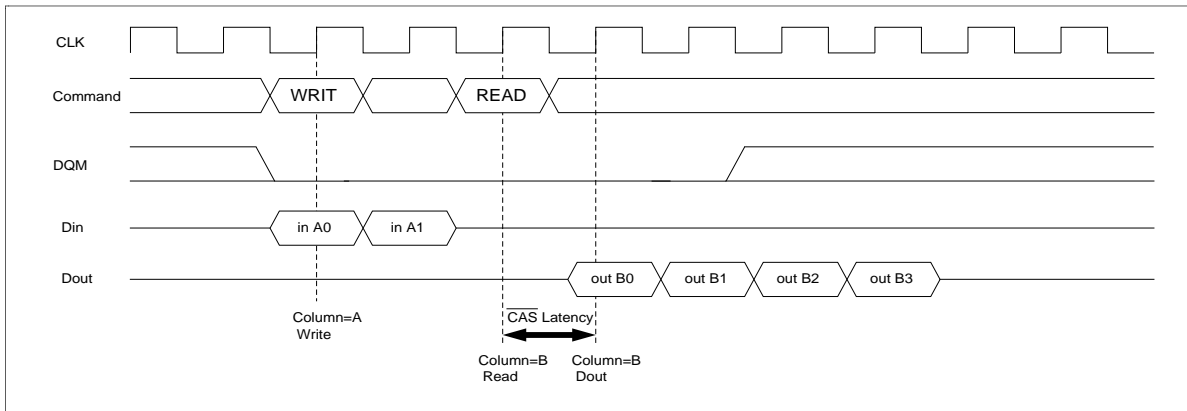 CLK
Command
WRIT
READ
DQM
Din
in A0
in A1
Dout
out B0
out B1
out B2
out B3
Column=A
Write
CAS Latency
Column=B
Read
Column=B
Dout